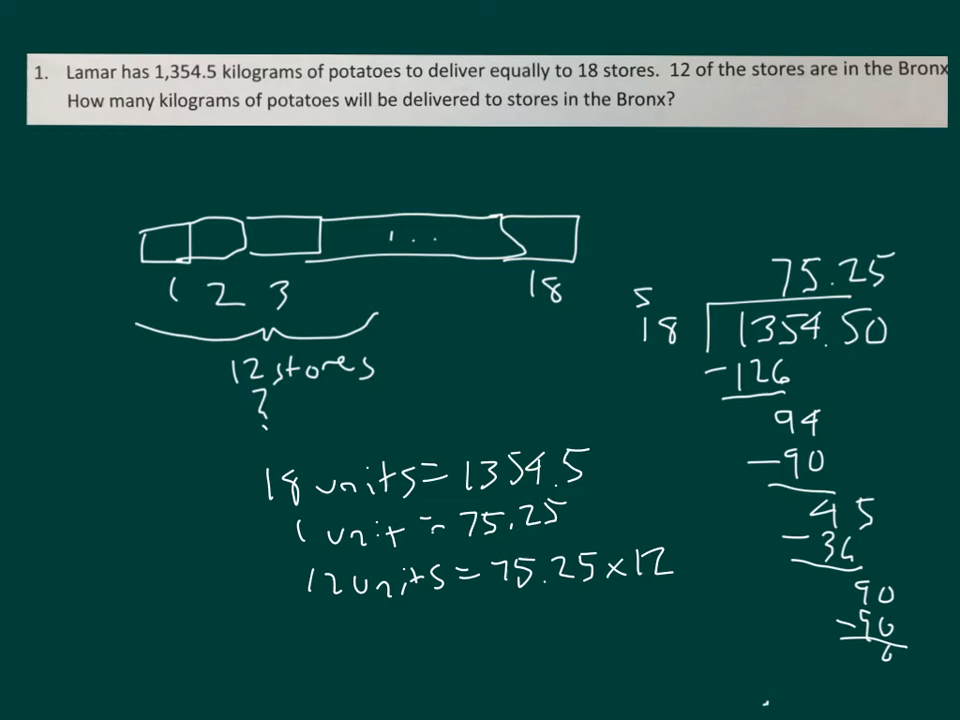 1. Lamar has 1,354.5 kilograms of potatoes to deliver equally to 18 stores. 12 of the stores are in the Bronx
How many kilograms of potatoes will be delivered to stores in the Bronx?
1 2 3 ... 18
12 stores
?
18 units = 1354.5
1 unit = 75.25
12 units = 75.25 x 12
75.25
5
18 1354.50
-126
94
-90
45
-36
90
-90
0